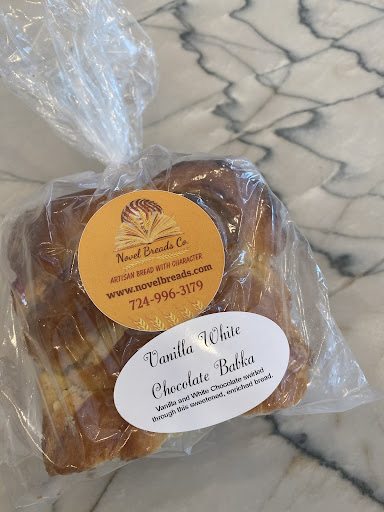 Novel Breads Co.
ARTISAN BREAD WITH CHARACTER
www.novelbreads.com
724-996-3179
Vanilla White
Chocolate Babka
Vanilla and White Chocolate swirled
through this sweetened, enriched bread.